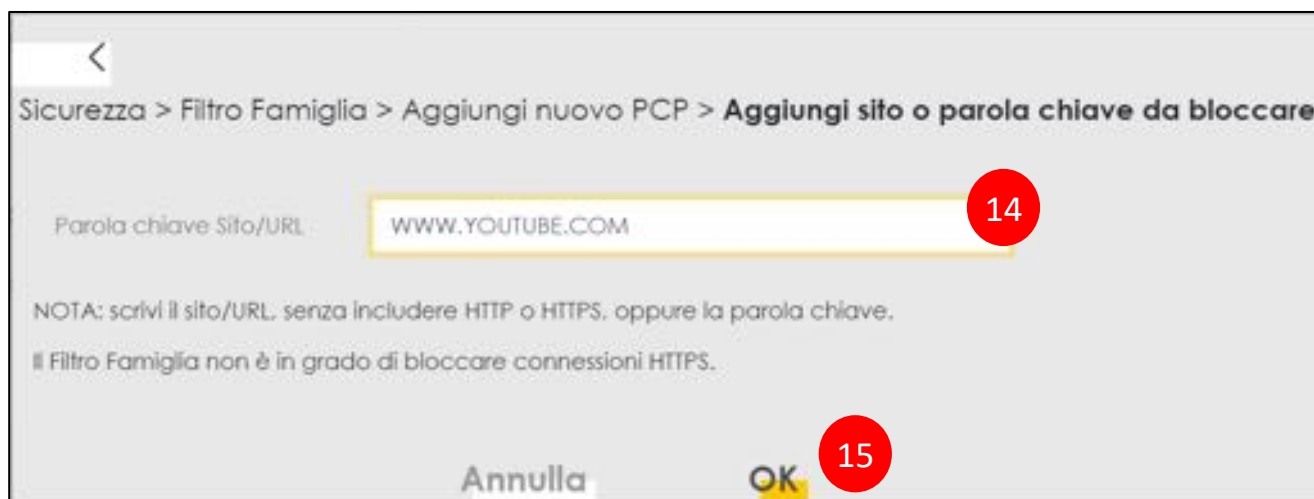 <
Sicurezza > Filtro Famiglia > Aggiungi nuovo PCP > Aggiungi sito o parola chiave da bloccare
Parola chiave Sito/URL WWW.YOUTUBE.COM 14
NOTA: scrivi il sito/URL, senza includere HTTP o HTTPS, oppure la parola chiave.
Il Filtro Famiglia non è in grado di bloccare connessioni HTTPS.
Annulla OK 15